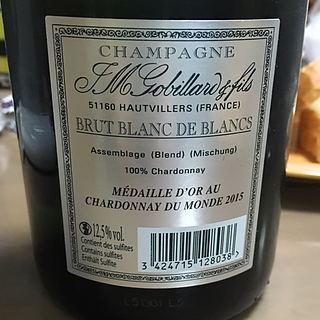 CHAMPAGNE
J.M. Gobillard & fils
51160 HAUTVILLERS (FRANCE)
BRUT BLANC DE BLANCS
Assemblage (Blend) (Mischung)
100% Chardonnay
MÉDAILLE D'OR AU
CHARDONNAY DU MONDE 2015
12,5% vol.
Contient des sulfites
Contains sulfites
Enthält Sulfite
3 424715 128038 >